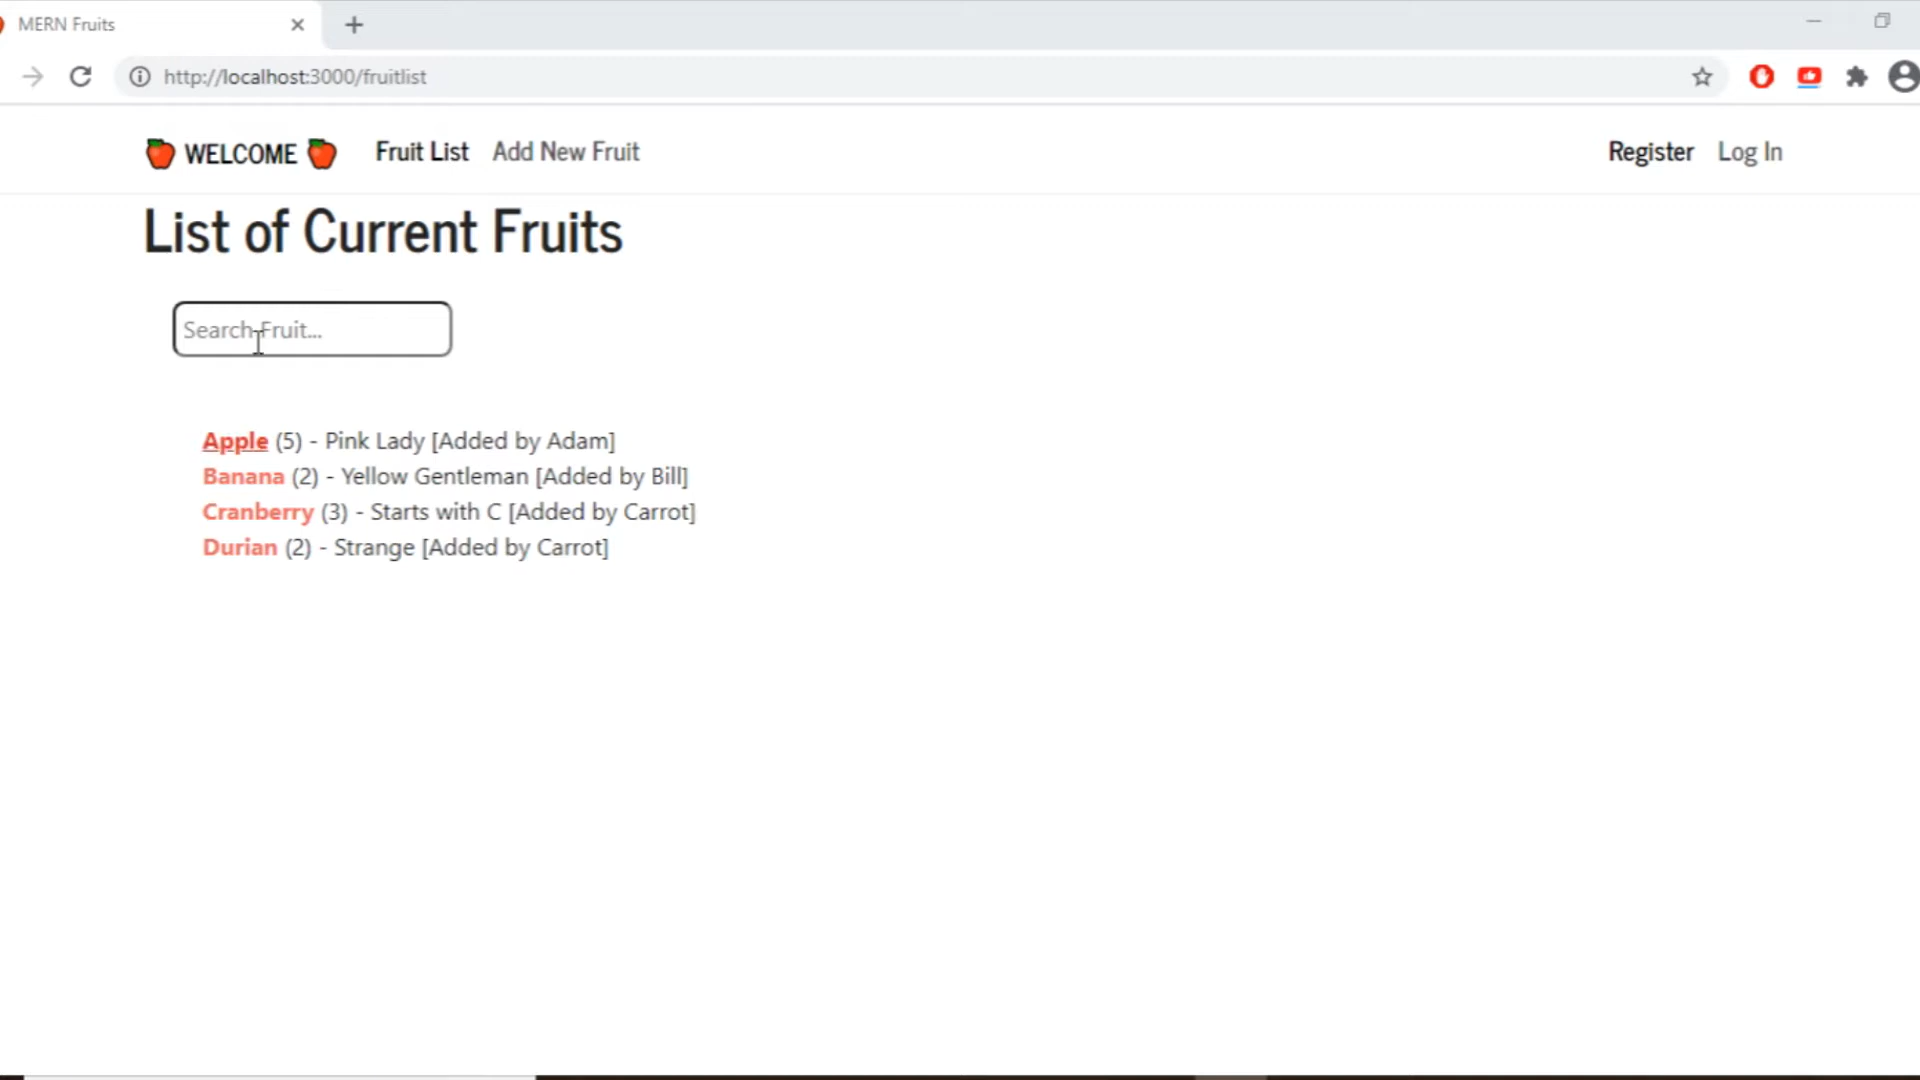 MERN Fruits
http://localhost:3000/fruitlist
WELCOME Fruit List Add New Fruit Register Log In
List of Current Fruits
Search Fruit...
Apple (5) - Pink Lady [Added by Adam]
Banana (2) - Yellow Gentleman [Added by Bill]
Cranberry (3) - Starts with C [Added by Carrot]
Durian (2) - Strange [Added by Carrot]